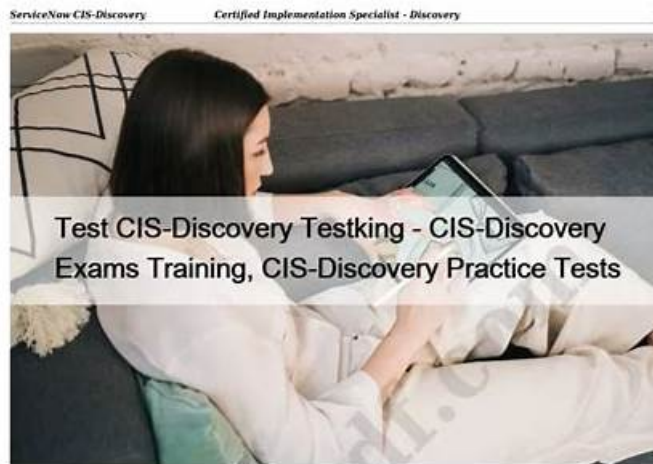 ServiceNow CIS-Discovery Certified Implementation Specialist - Discovery
Test CIS-Discovery Testking - CIS-Discovery
Exams Training, CIS-Discovery Practice Tests